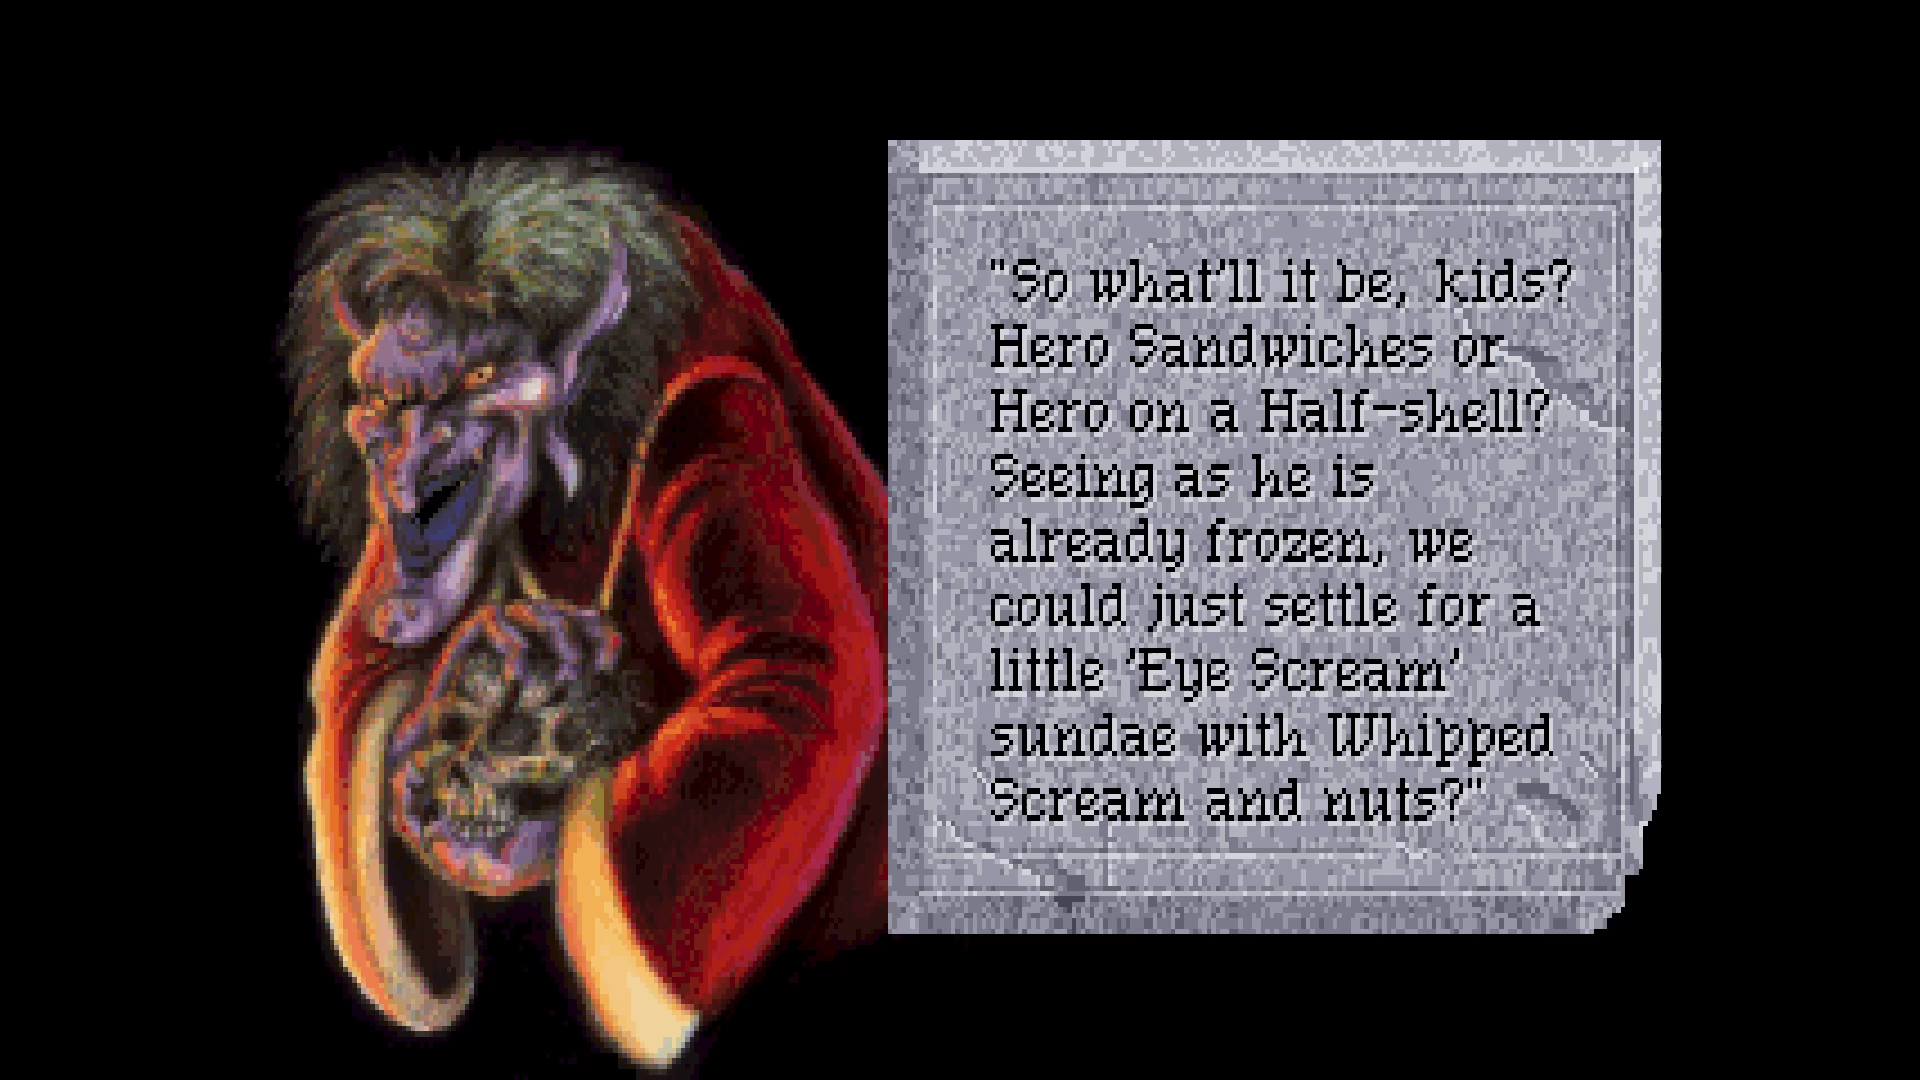 "So what'll it be, kids?
Hero Sandwiches or
Hero on a Half-shell?
Seeing as he is
already frozen, we
could just settle for a
little 'Eye Scream'
sundae with Whipped
Scream and nuts?"